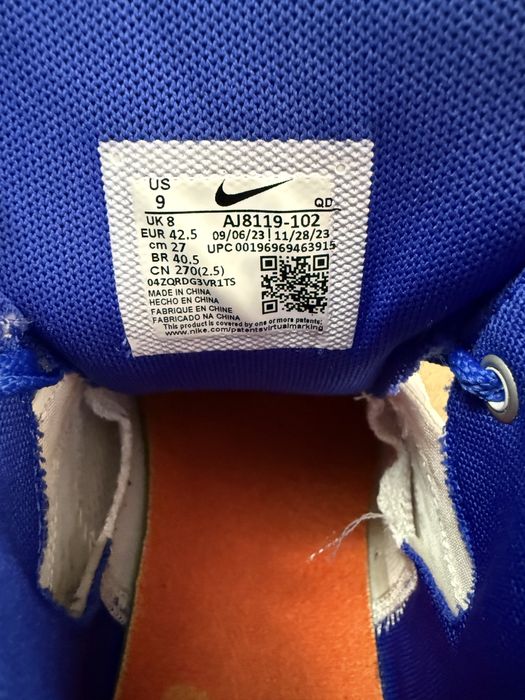 US
9
QD
UK 8
AJ8119-102
EUR 42.5
09/06/23 | 11/28/23
cm 27
UPC 00196969463915
BR 40.5
CN 270(2.5)
04ZQRDG3VR1TS
MADE IN CHINA
HECHO EN CHINA
FABRIQUE EN CHINE
FABRICADO NA CHINA
This product is covered by one or more patents:
www.nike.com/patentsvirtualmarking